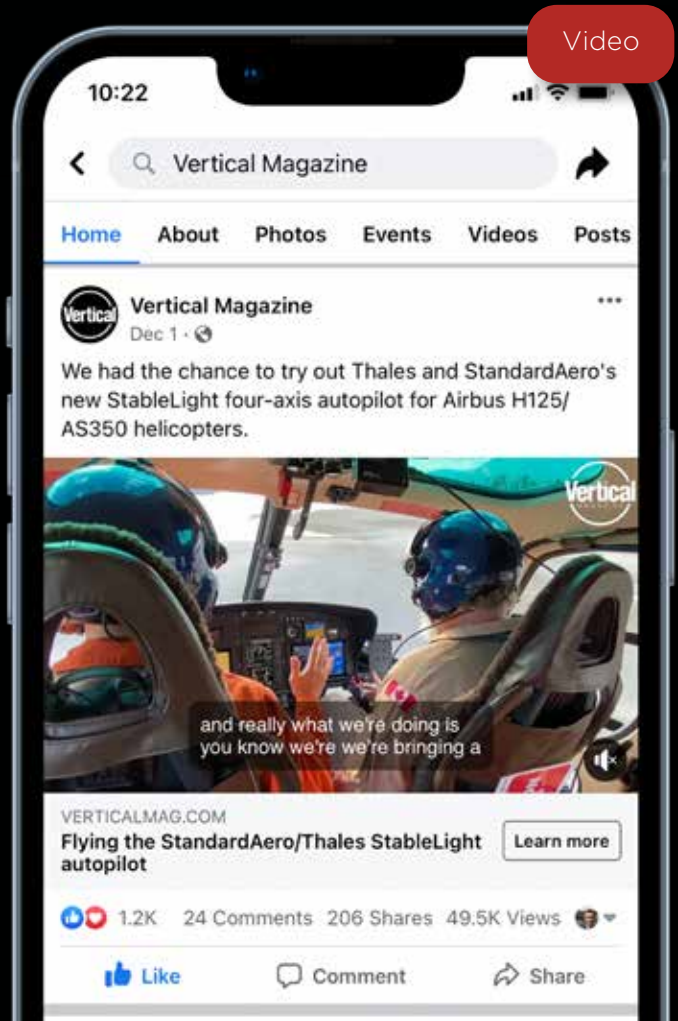 Video
10:22
Vertical Magazine
Home About Photos Events Videos Posts
Vertical
Vertical Magazine
Dec 1 ·
We had the chance to try out Thales and StandardAero's
new StableLight four-axis autopilot for Airbus H125/
AS350 helicopters.
Vertical
and really what we're doing is
you know we're we're bringing a
VERTICALMAG.COM
Flying the StandardAero/Thales StableLight
autopilot
Learn more
1.2K 24 Comments 206 Shares 49.5K Views
Like Comment Share